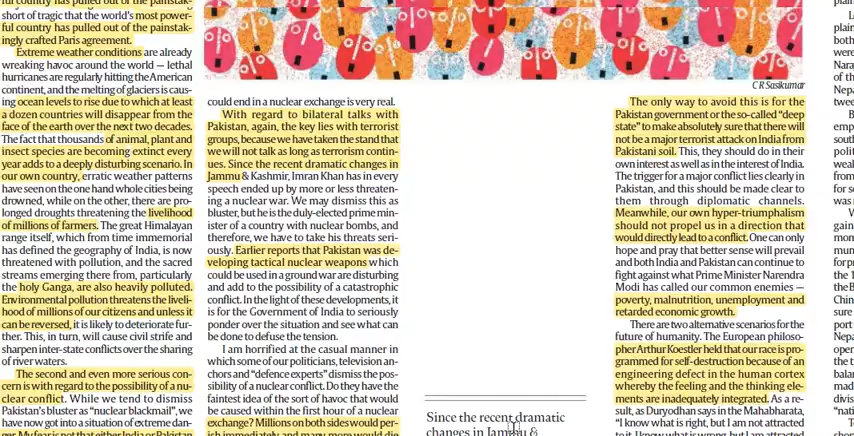 short of tragic that the world's most power-
ful country has pulled out of the painstak-
ingly crafted Paris agreement.
Extreme weather conditions are already
wreaking havoc around the world — lethal
hurricanes are regularly hitting the American
continent, and the melting of glaciers is caus-
ing ocean levels to rise due to which at least
a dozen countries will disappear from the
face of the earth over the next two decades.
The fact that thousands of animal, plant and
insect species are becoming extinct every
year adds to a deeply disturbing scenario. In
our own country, erratic weather patterns
have seen on the one hand whole cities being
drowned, while on the other, there are pro-
longed droughts threatening the livelihood
of millions of farmers. The great Himalayan
range itself, which from time immemorial
has defined the geography of India, is now
threatened with pollution, and the sacred
streams emerging there from, particularly
the holy Ganga, are also heavily polluted.
Environmental pollution threatens the liveli-
hood of millions of our citizens and unless it
can be reversed, it is likely to deteriorate fur-
ther. This, in turn, will cause civil strife and
sharpen inter-state conflicts over the sharing
of river waters.
The second and even more serious con-
cern is with regard to the possibility of a nu-
clear conflict. While we tend to dismiss
Pakistan's bluster as "nuclear blackmail", we
have now got into a situation of extreme dan-
ger. My fear is not that either India or Pakistan
C R Sasikumar
could end in a nuclear exchange is very real.
With regard to bilateral talks with
Pakistan, again, the key lies with terrorist
groups, because we have taken the stand that
we will not talk as long as terrorism contin-
ues. Since the recent dramatic changes in
Jammu & Kashmir, Imran Khan has in every
speech ended up by more or less threaten-
ing a nuclear war. We may dismiss this as
bluster, but he is the duly-elected prime min-
ister of a country with nuclear bombs, and
therefore, we have to take his threats seri-
ously. Earlier reports that Pakistan was de-
veloping tactical nuclear weapons which
could be used in a ground war are disturbing
and add to the possibility of a catastrophic
conflict. In the light of these developments, it
is for the Government of India to seriously
ponder over the situation and see what can
be done to defuse the tension.
I am horrified at the casual manner in
which some of our politicians, television an-
chors and "defence experts" dismiss the pos-
sibility of a nuclear conflict. Do they have the
faintest idea of the sort of havoc that would
be caused within the first hour of a nuclear
exchange? Millions on both sides would per-
ish immediately and many more would die
Since the recent dramatic
changes in Jammu &
The only way to avoid this is for the
Pakistan government or the so-called "deep
state" to make absolutely sure that there will
not be a major terrorist attack on India from
Pakistani soil. This, they should do in their
own interest as well as in the interest of India.
The trigger for a major conflict lies clearly in
Pakistan, and this should be made clear to
them through diplomatic channels.
Meanwhile, our own hyper-triumphalism
should not propel us in a direction that
would directly lead to a conflict. One can only
hope and pray that better sense will prevail
and both India and Pakistan can continue to
fight against what Prime Minister Narendra
Modi has called our common enemies —
poverty, malnutrition, unemployment and
retarded economic growth.
There are two alternative scenarios for the
future of humanity. The European philoso-
pher Arthur Koestler held that our race is pro-
grammed for self-destruction because of an
engineering defect in the human cortex
whereby the feeling and the thinking ele-
ments are inadequately integrated. As a re-
sult, as Duryodhan says in the Mahabharata,
"I know what is right, but I am not attracted
to it. I know what is wrong, but I am attracted